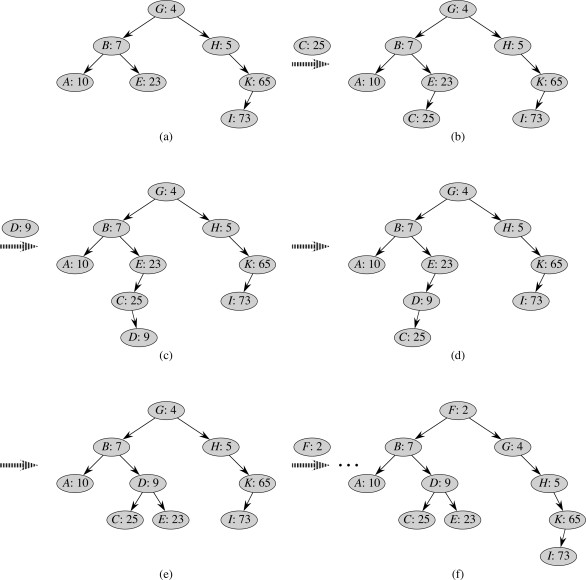 G: 4
B: 7 H: 5
A: 10 E: 23 K: 65
I: 73
(a)
C: 25
G: 4
B: 7 H: 5
A: 10 E: 23 K: 65
C: 25 I: 73
(b)
D: 9
G: 4
B: 7 H: 5
A: 10 E: 23 K: 65
C: 25 I: 73
D: 9
(c)
G: 4
B: 7 H: 5
A: 10 E: 23 K: 65
D: 9 I: 73
C: 25
(d)
G: 4
B: 7 H: 5
A: 10 D: 9 K: 65
C: 25 E: 23 I: 73
(e)
F: 2
...
F: 2
B: 7 G: 4
A: 10 D: 9 H: 5
C: 25 E: 23 K: 65
I: 73
(f)